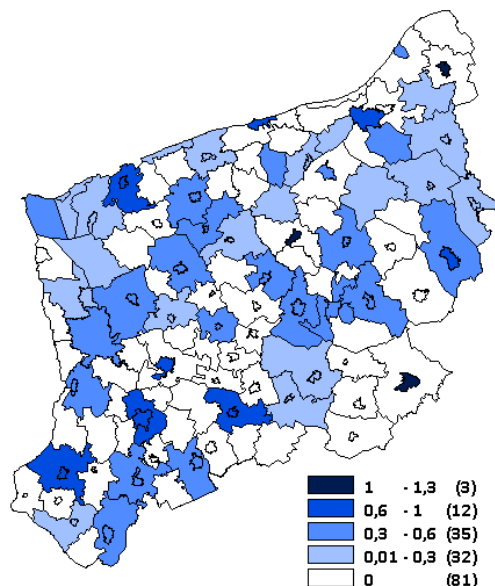 1 - 1,3 (3)
0,6 - 1 (12)
0,3 - 0,6 (35)
0,01 - 0,3 (32)
0 (81)